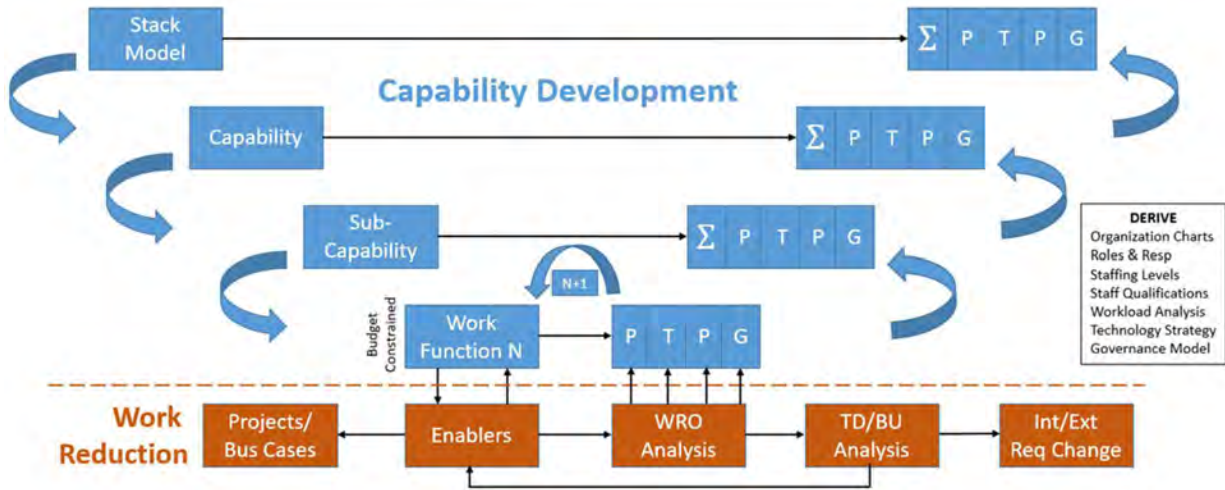 Stack
Model
Σ P T P G
Capability Development
Capability
Σ P T P G
Sub-
Capability
Σ P T P G
N+1
Budget
Constrained
Work
Function N
P T P G
DERIVE
Organization Charts
Roles & Resp
Staffing Levels
Staff Qualifications
Workload Analysis
Technology Strategy
Governance Model
Work
Reduction
Projects/
Bus Cases
Enablers
WRO
Analysis
TD/BU
Analysis
Int/Ext
Req Change